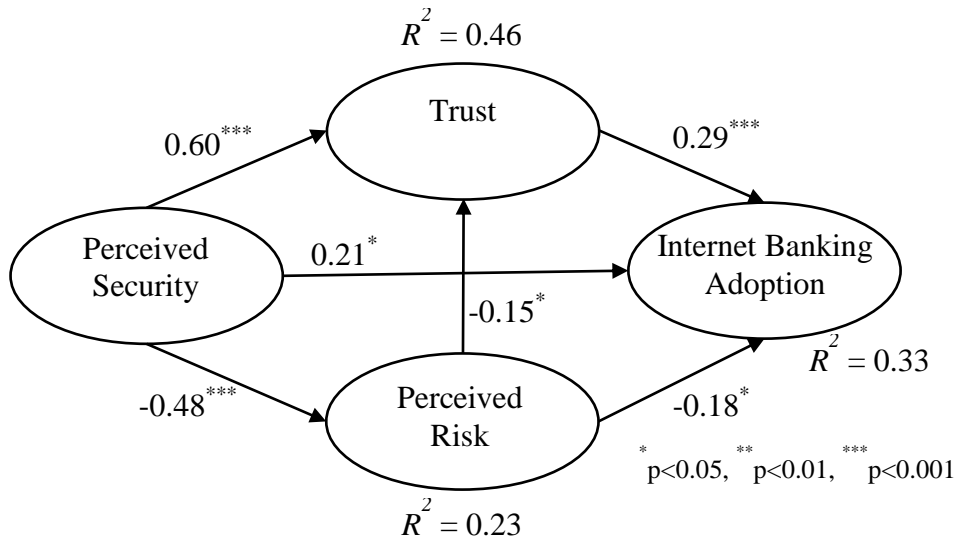 R² = 0.46
Trust
0.60***
0.29***
Perceived
Security
0.21*
Internet Banking
Adoption
-0.15*
R² = 0.33
-0.48***
Perceived
Risk
-0.18*
*p<0.05, **p<0.01, ***p<0.001
R² = 0.23